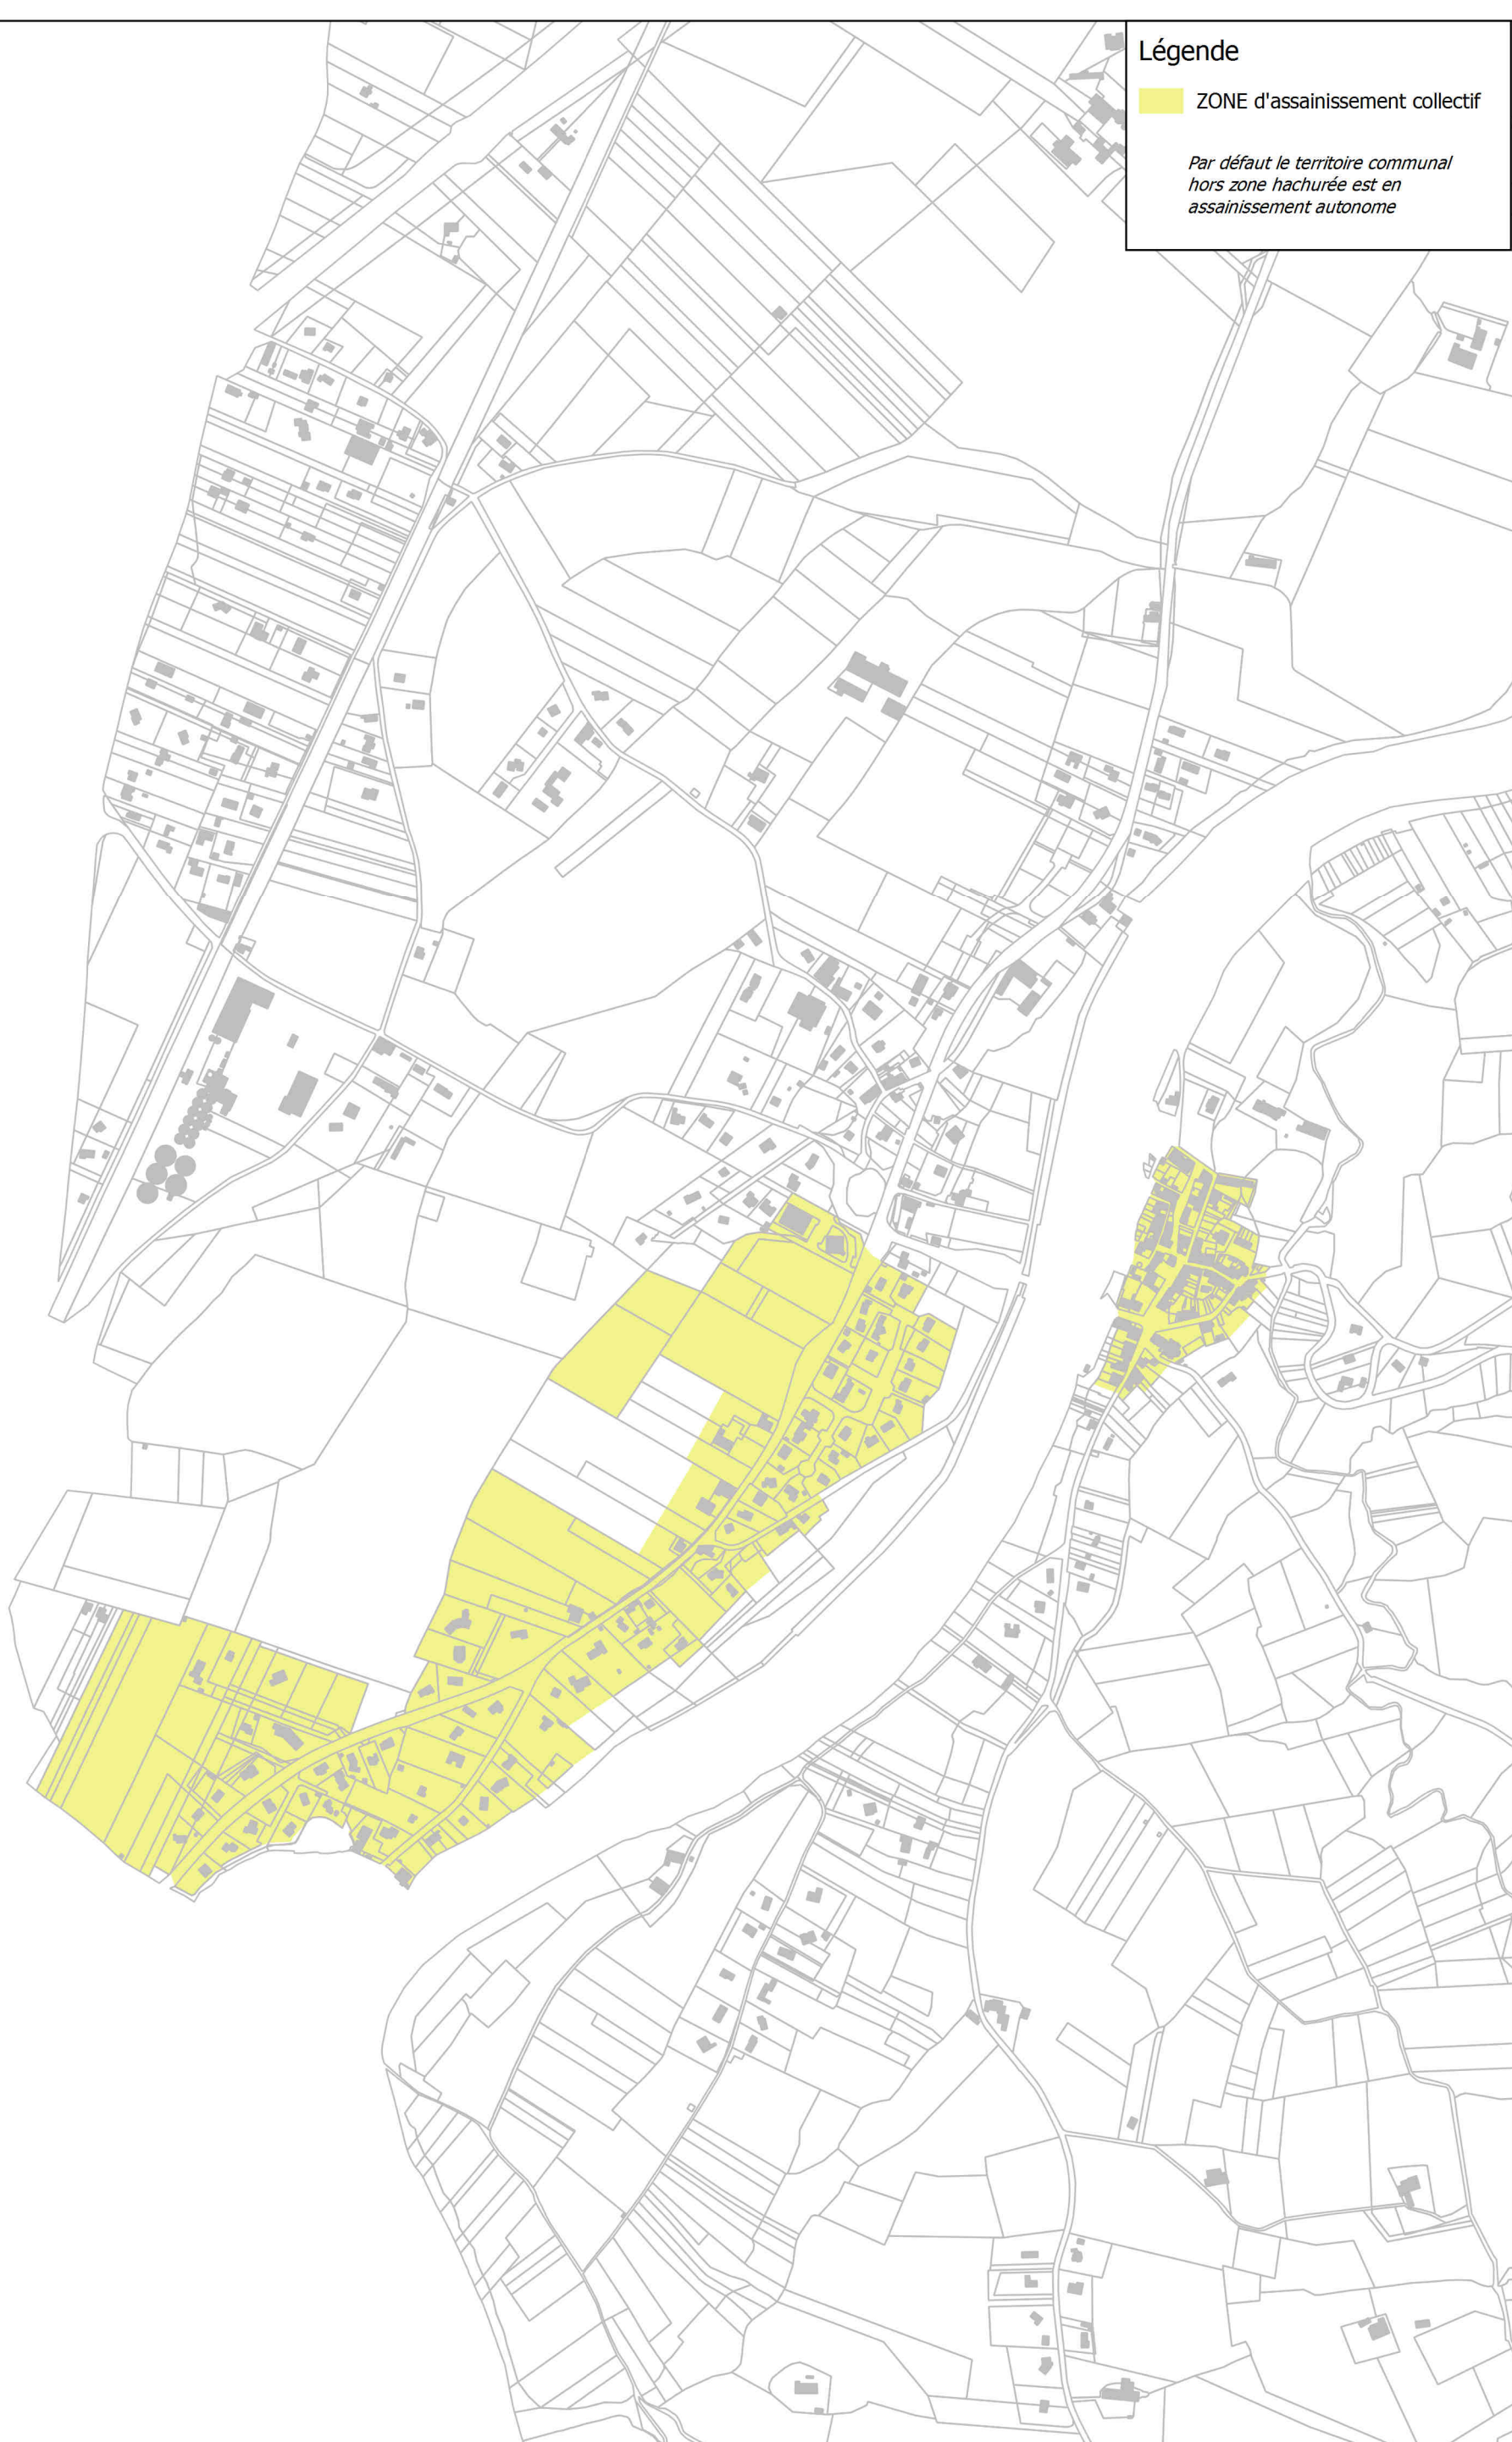 Légende
ZONE d'assainissement collectif
Par défaut le territoire communal
hors zone hachurée est en
assainissement autonome